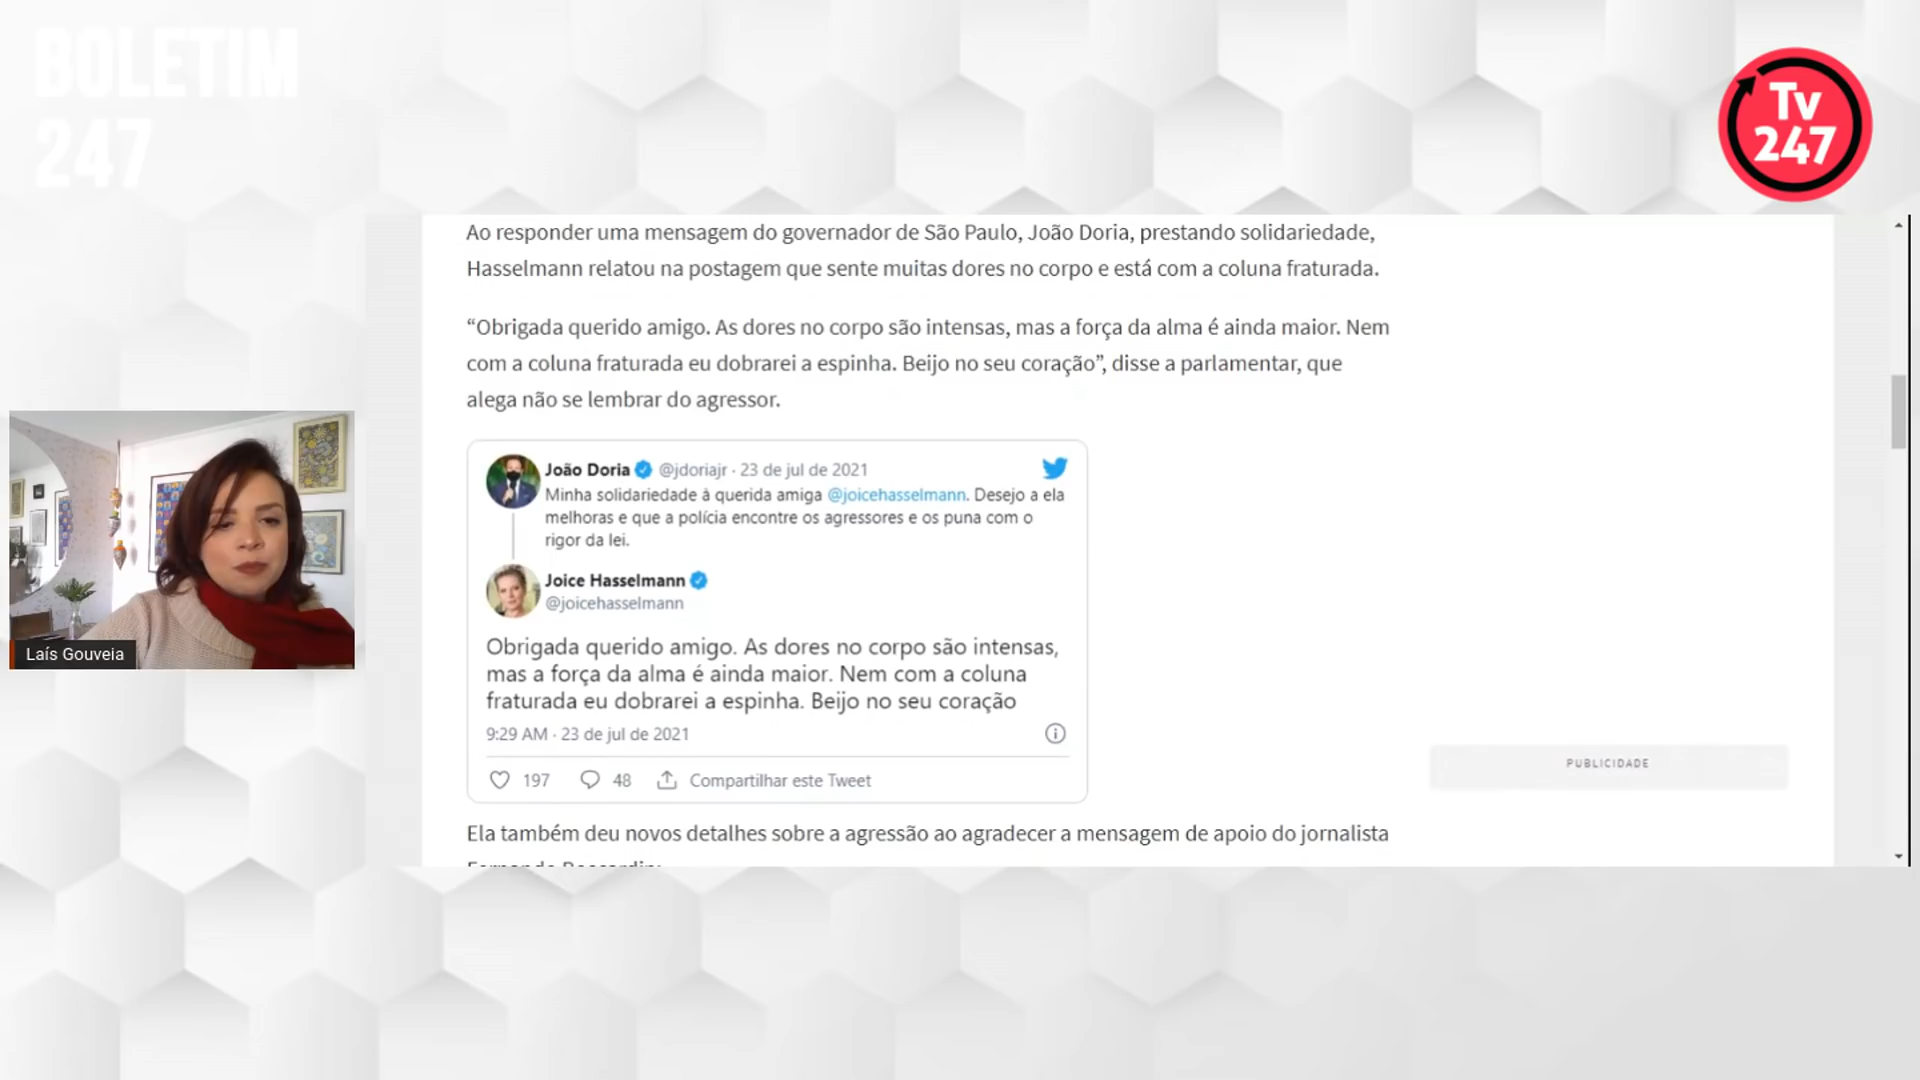 BOLETIM
247
Tv
247
Ao responder uma mensagem do governador de São Paulo, João Doria, prestando solidariedade,
Hasselmann relatou na postagem que sente muitas dores no corpo e está com a coluna fraturada.
“Obrigada querido amigo. As dores no corpo são intensas, mas a força da alma é ainda maior. Nem
com a coluna fraturada eu dobrarei a espinha. Beijo no seu coração”, disse a parlamentar, que
alega não se lembrar do agressor.
João Doria @jdoriajr · 23 de jul de 2021
Minha solidariedade à querida amiga @joicehasselmann. Desejo a ela
melhoras e que a polícia encontre os agressores e os puna com o
rigor da lei.
Joice Hasselmann
@joicehasselmann
Obrigada querido amigo. As dores no corpo são intensas,
mas a força da alma é ainda maior. Nem com a coluna
fraturada eu dobrarei a espinha. Beijo no seu coração
9:29 AM · 23 de jul de 2021
197 48 Compartilhar este Tweet
Laís Gouveia
PUBLICIDADE
Ela também deu novos detalhes sobre a agressão ao agradecer a mensagem de apoio do jornalista